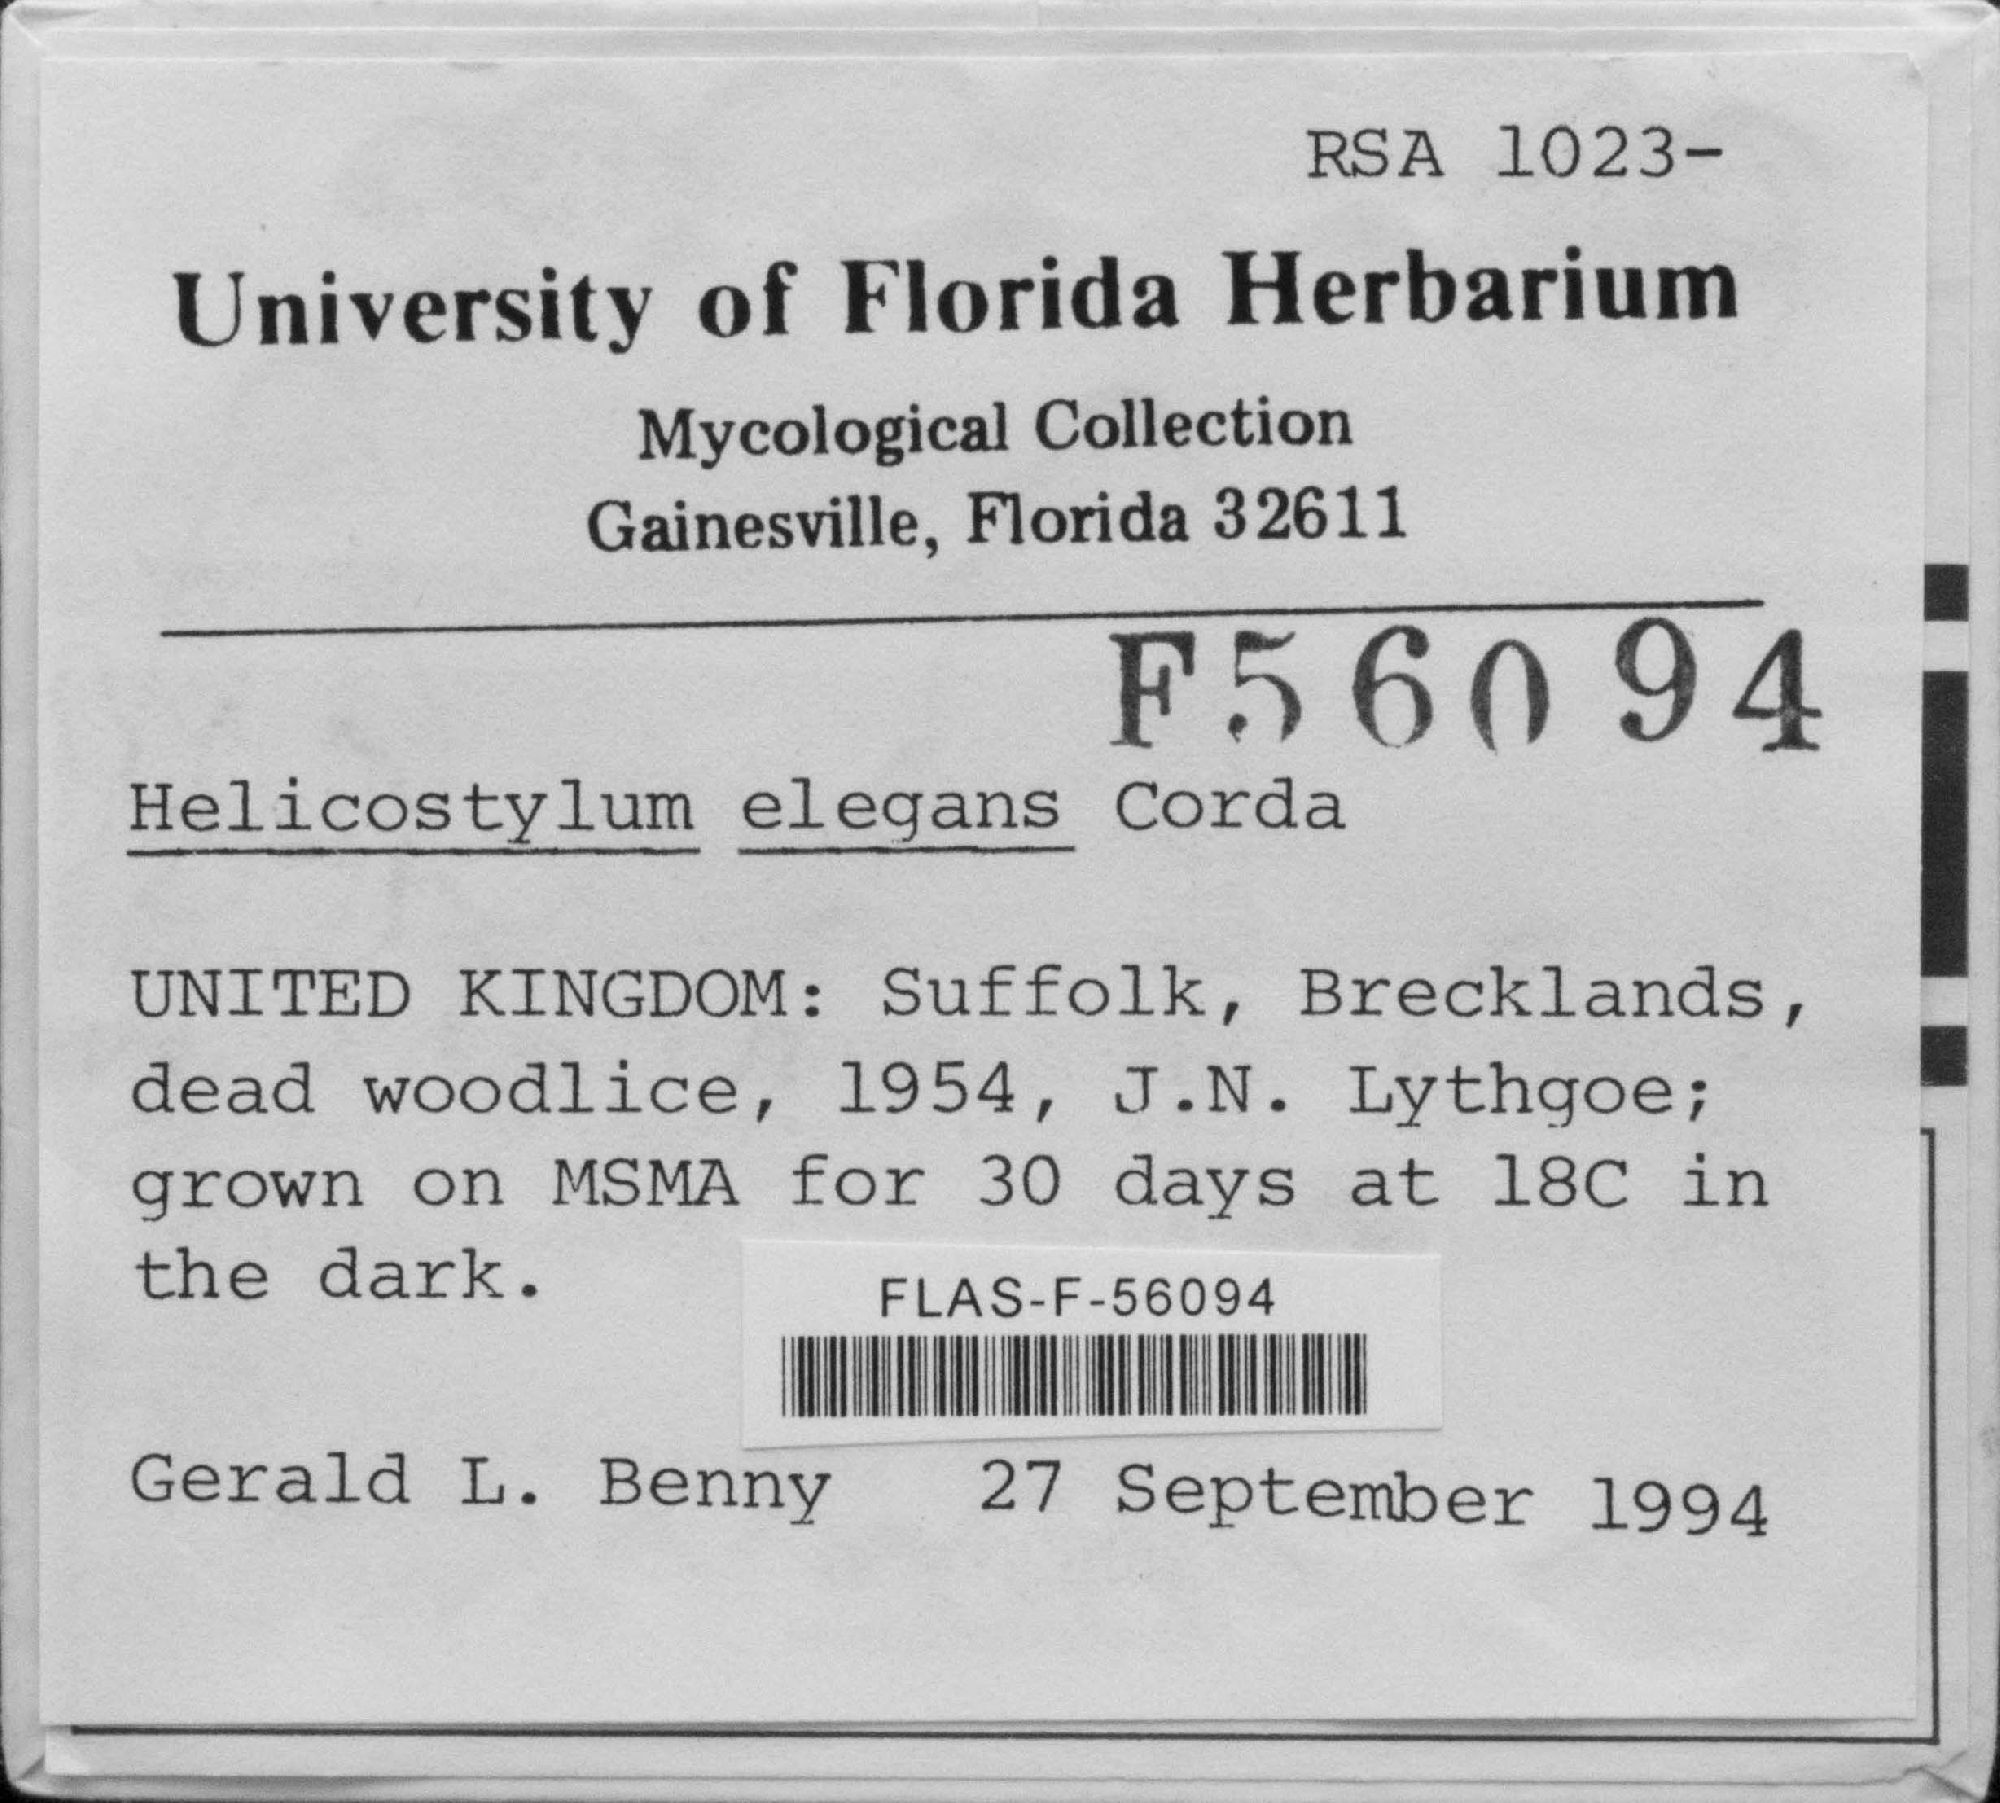 RSA 1023-
University of Florida Herbarium
Mycological Collection
Gainesville, Florida 32611
F56094
Helicostylum elegans Corda
UNITED KINGDOM: Suffolk, Brecklands,
dead woodlice, 1954, J.N. Lythgoe;
grown on MSMA for 30 days at 18C in
the dark.
FLAS-F-56094
Gerald L. Benny 27 September 1994